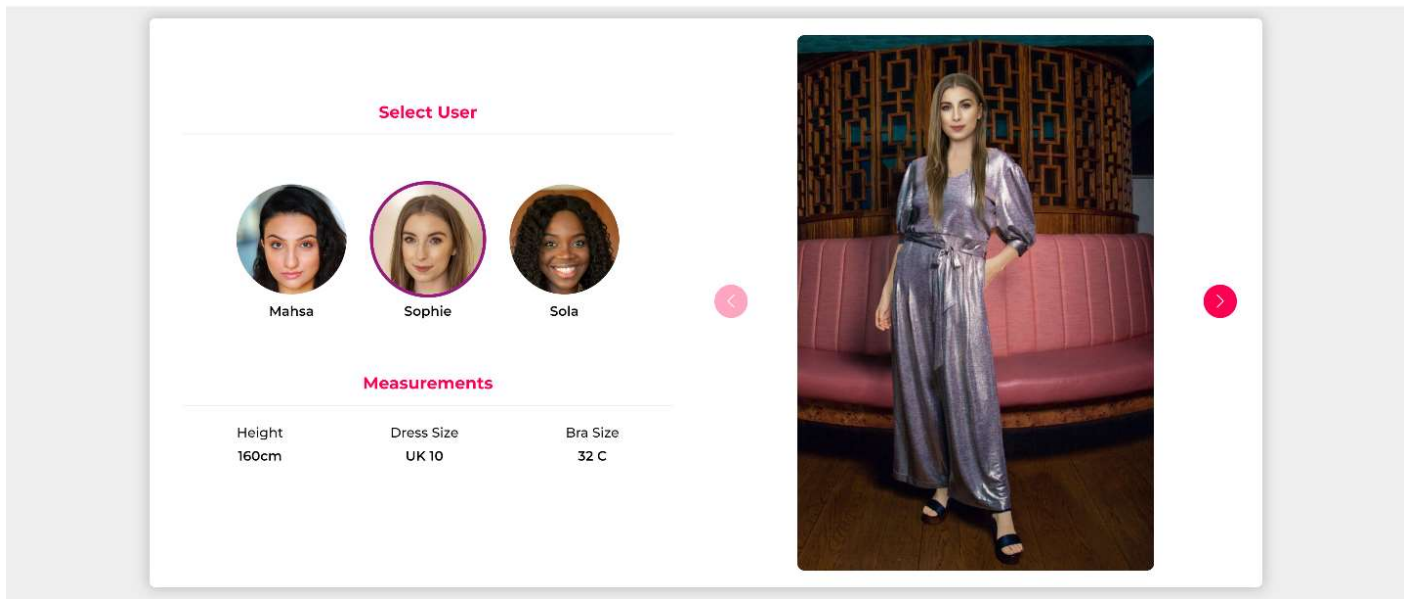 Select User
Mahsa Sophie Sola
Measurements
Height Dress Size Bra Size
160cm UK 10 32 C